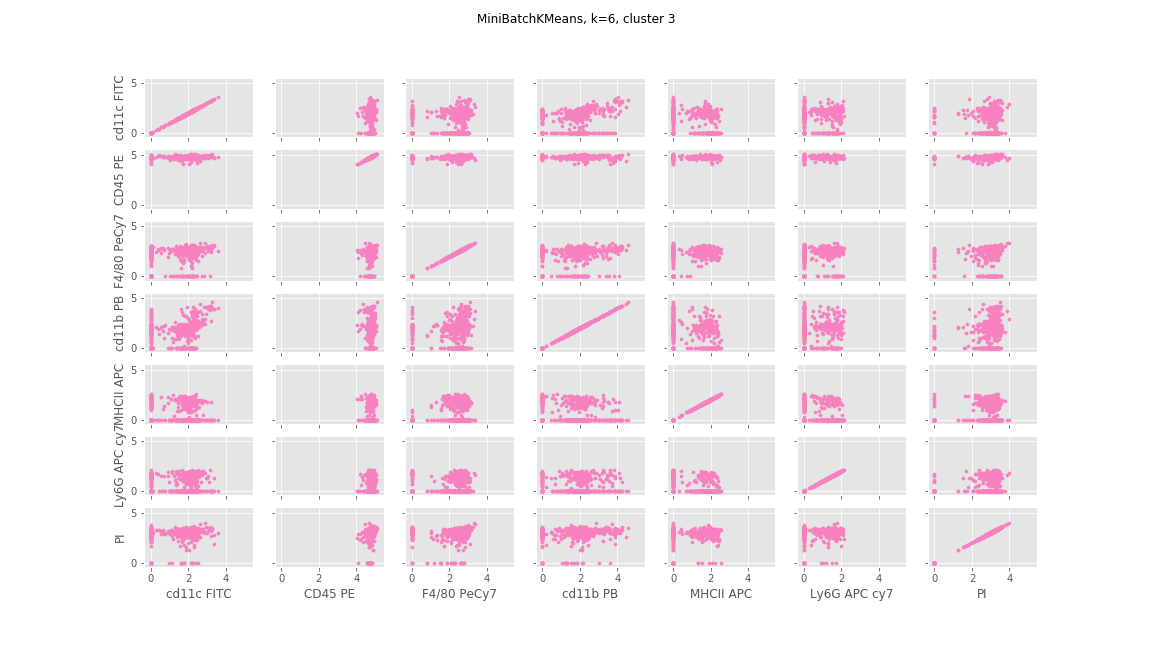 MiniBatchKMeans, k=6, cluster 3
cd11c FITC
5
0
CD45 PE
5
0
F4/80 PeCy7
5
0
cd11b PB
5
0
MHCII APC
5
0
Ly6G APC cy7
5
0
PI
5
0
0 2 4 0 2 4 0 2 4 0 2 4 0 2 4 0 2 4 0 2 4
cd11c FITC CD45 PE F4/80 PeCy7 cd11b PB MHCII APC Ly6G APC cy7 PI